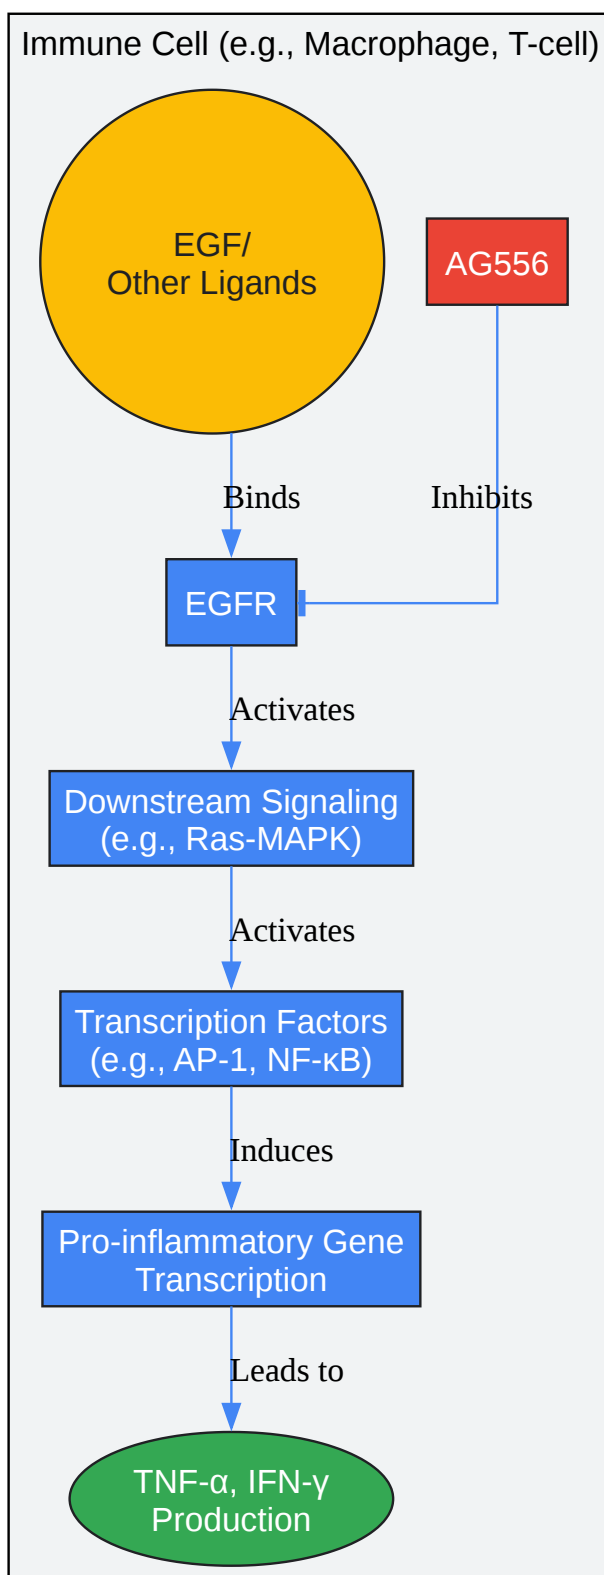 Immune Cell (e.g., Macrophage, T-cell)
EGF/
Other Ligands
AG556
Binds
Inhibits
EGFR
Activates
Downstream Signaling
(e.g., Ras-MAPK)
Activates
Transcription Factors
(e.g., AP-1, NF-κB)
Induces
Pro-inflammatory Gene
Transcription
Leads to
TNF-α, IFN-γ
Production